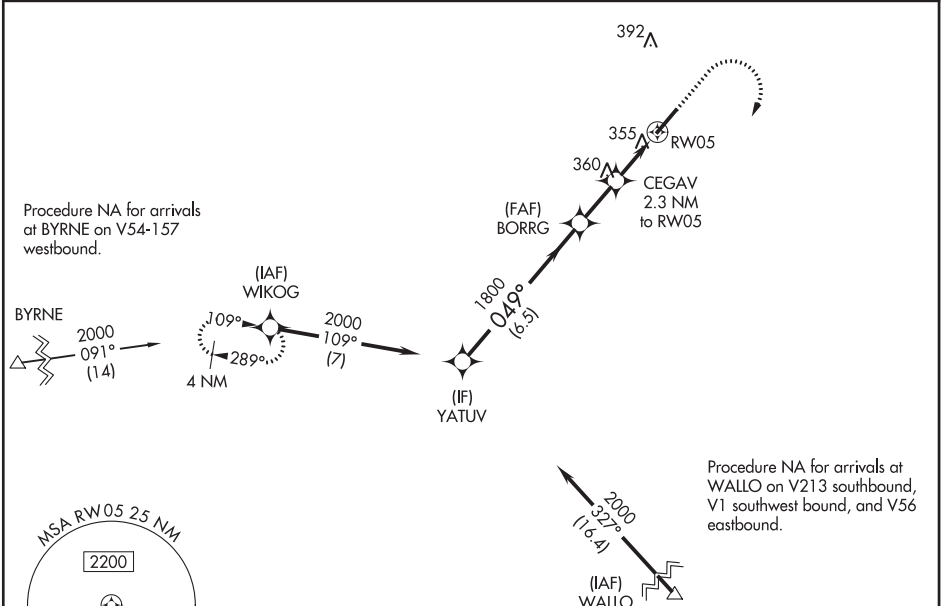 392
355
RW05
360
CEGAV
2.3 NM
to RW05
(FAF)
BORRG
Procedure NA for arrivals
at BYRNE on V54-157
westbound.
(IAF)
WIKOG
1800
049°
(6.5)
BYRNE
2000
091°
(14)
109°
289°
4 NM
2000
109°
(7)
(IF)
YATUV
Procedure NA for arrivals at
WALLO on V213 southbound,
V1 southwest bound, and V56
eastbound.
2000
327°
(16.4)
(IAF)
WALLO
MSA RW05 25 NM
2200